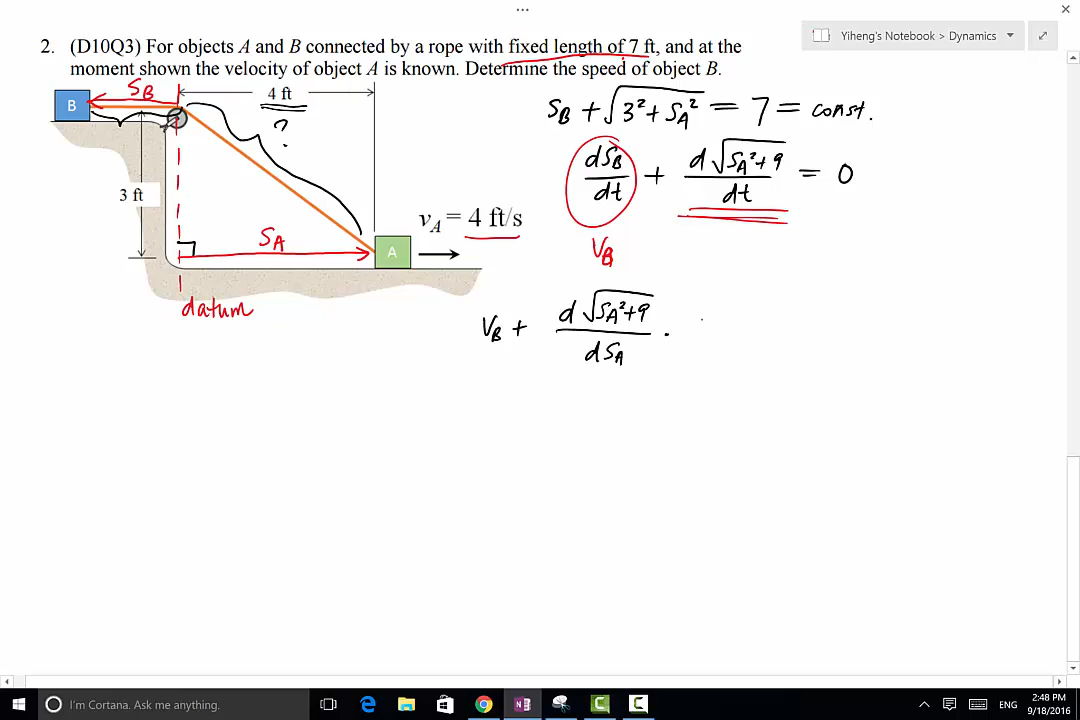 ...
Yiheng's Notebook > Dynamics
2. (D10Q3) For objects A and B connected by a rope with fixed length of 7 ft, and at the
moment shown the velocity of object A is known. Determine the speed of object B.
S_B
4 ft
?
B
3 ft
S_A
v_A = 4 ft/s
A
datum
S_B + √(3² + S_A²) = 7 = const.
dS_B/dt + d√(S_A²+9)/dt = 0
V_B
V_B + d√(S_A²+9)/dS_A ·
I'm Cortana. Ask me anything.
ENG
2:48 PM
9/18/2016